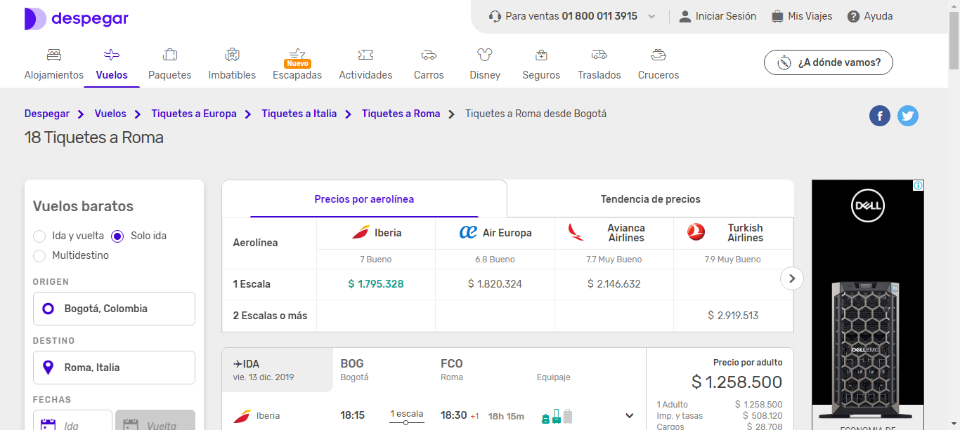 despegar
Para ventas 01 800 011 3915
Iniciar Sesión
Mis Viajes
Ayuda
Alojamientos
Vuelos
Paquetes
Imbatibles
Nuevo
Escapadas
Actividades
Carros
Disney
Seguros
Traslados
Cruceros
¿A dónde vamos?
Despegar > Vuelos > Tiquetes a Europa > Tiquetes a Italia > Tiquetes a Roma > Tiquetes a Roma desde Bogotá
18 Tiquetes a Roma
Vuelos baratos
Ida y vuelta
Solo ida
Multidestino
ORIGEN
Bogotá, Colombia
DESTINO
Roma, Italia
FECHAS
Ida
Vuelta
Precios por aerolínea
Tendencia de precios
Aerolínea
Iberia
Air Europa
Avianca Airlines
Turkish Airlines
7 Bueno
6.8 Bueno
7.7 Muy Bueno
7.9 Muy Bueno
1 Escala
$ 1.795.328
$ 1.820.324
$ 2.146.632
2 Escalas o más
$ 2.919.513
IDA
vie. 13 dic. 2019
BOG
Bogotá
FCO
Roma
Equipaje
Iberia
18:15
1 escala
18:30 +1
18h 15m
Precio por adulto
$ 1.258.500
1 Adulto $ 1.258.500
Imp. y tasas $ 508.120
Cargos $ 28.708
DELL
DELLEMC
ECONOMIA DE